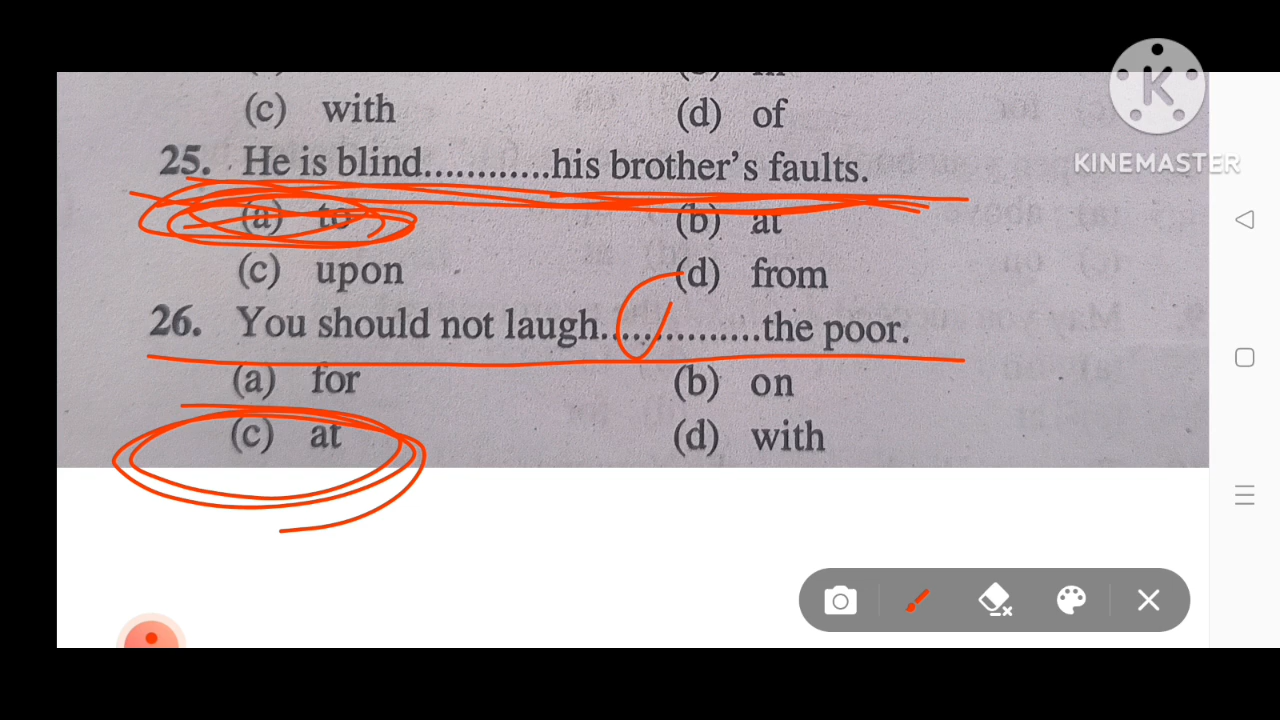 (c) with (d) of
25. He is blind............his brother's faults.
(a) to (b) at
(c) upon (d) from
26. You should not laugh...............the poor.
(a) for (b) on
(c) at (d) with
K
KINEMASTER